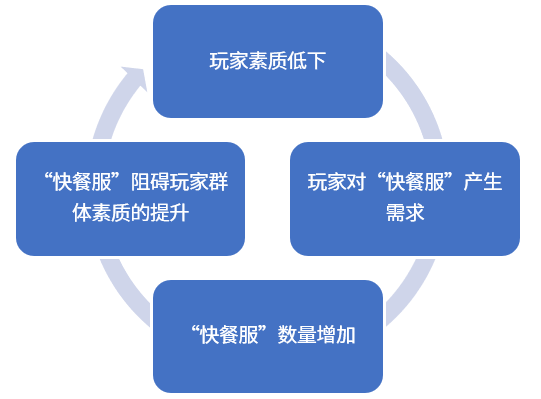 玩家素质低下
玩家对“快餐服”产生
需求
“快餐服”数量增加
“快餐服”阻碍玩家群
体素质的提升